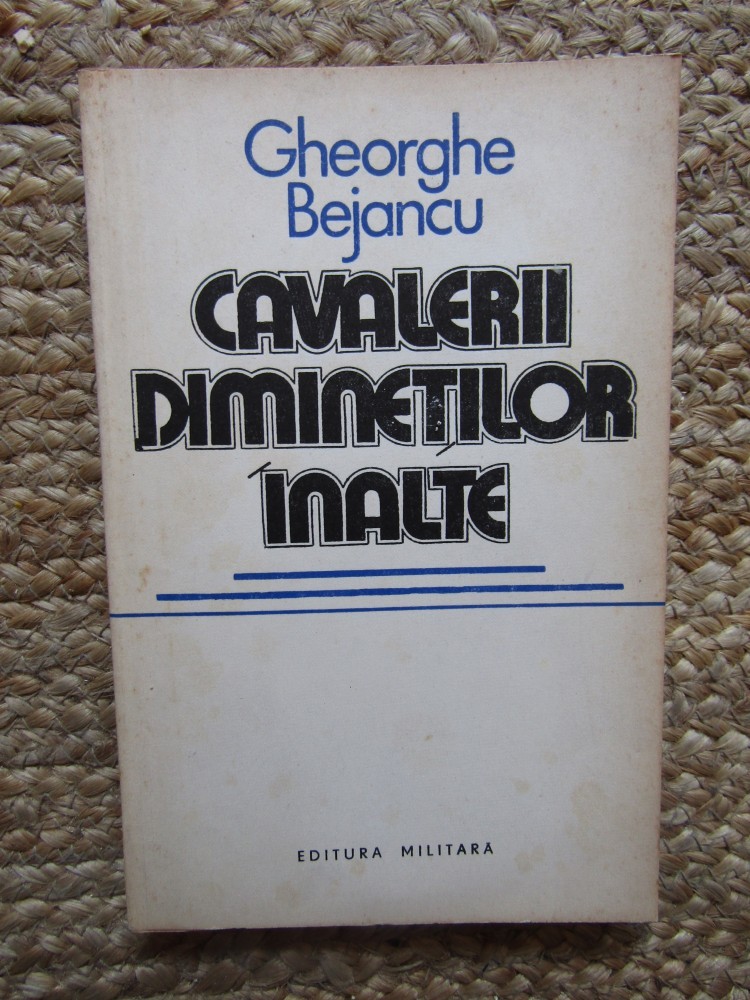 Gheorghe
Bejancu
CAVALERII
DIMINEȚILOR
ÎNALTE
EDITURA MILITARĂ